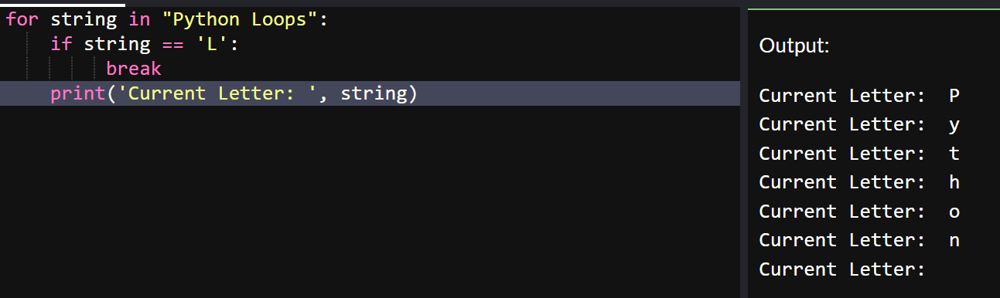 for string in "Python Loops":
    if string == 'L':
         break
    print('Current Letter: ', string)
Output:
Current Letter:  P
Current Letter:  y
Current Letter:  t
Current Letter:  h
Current Letter:  o
Current Letter:  n
Current Letter: